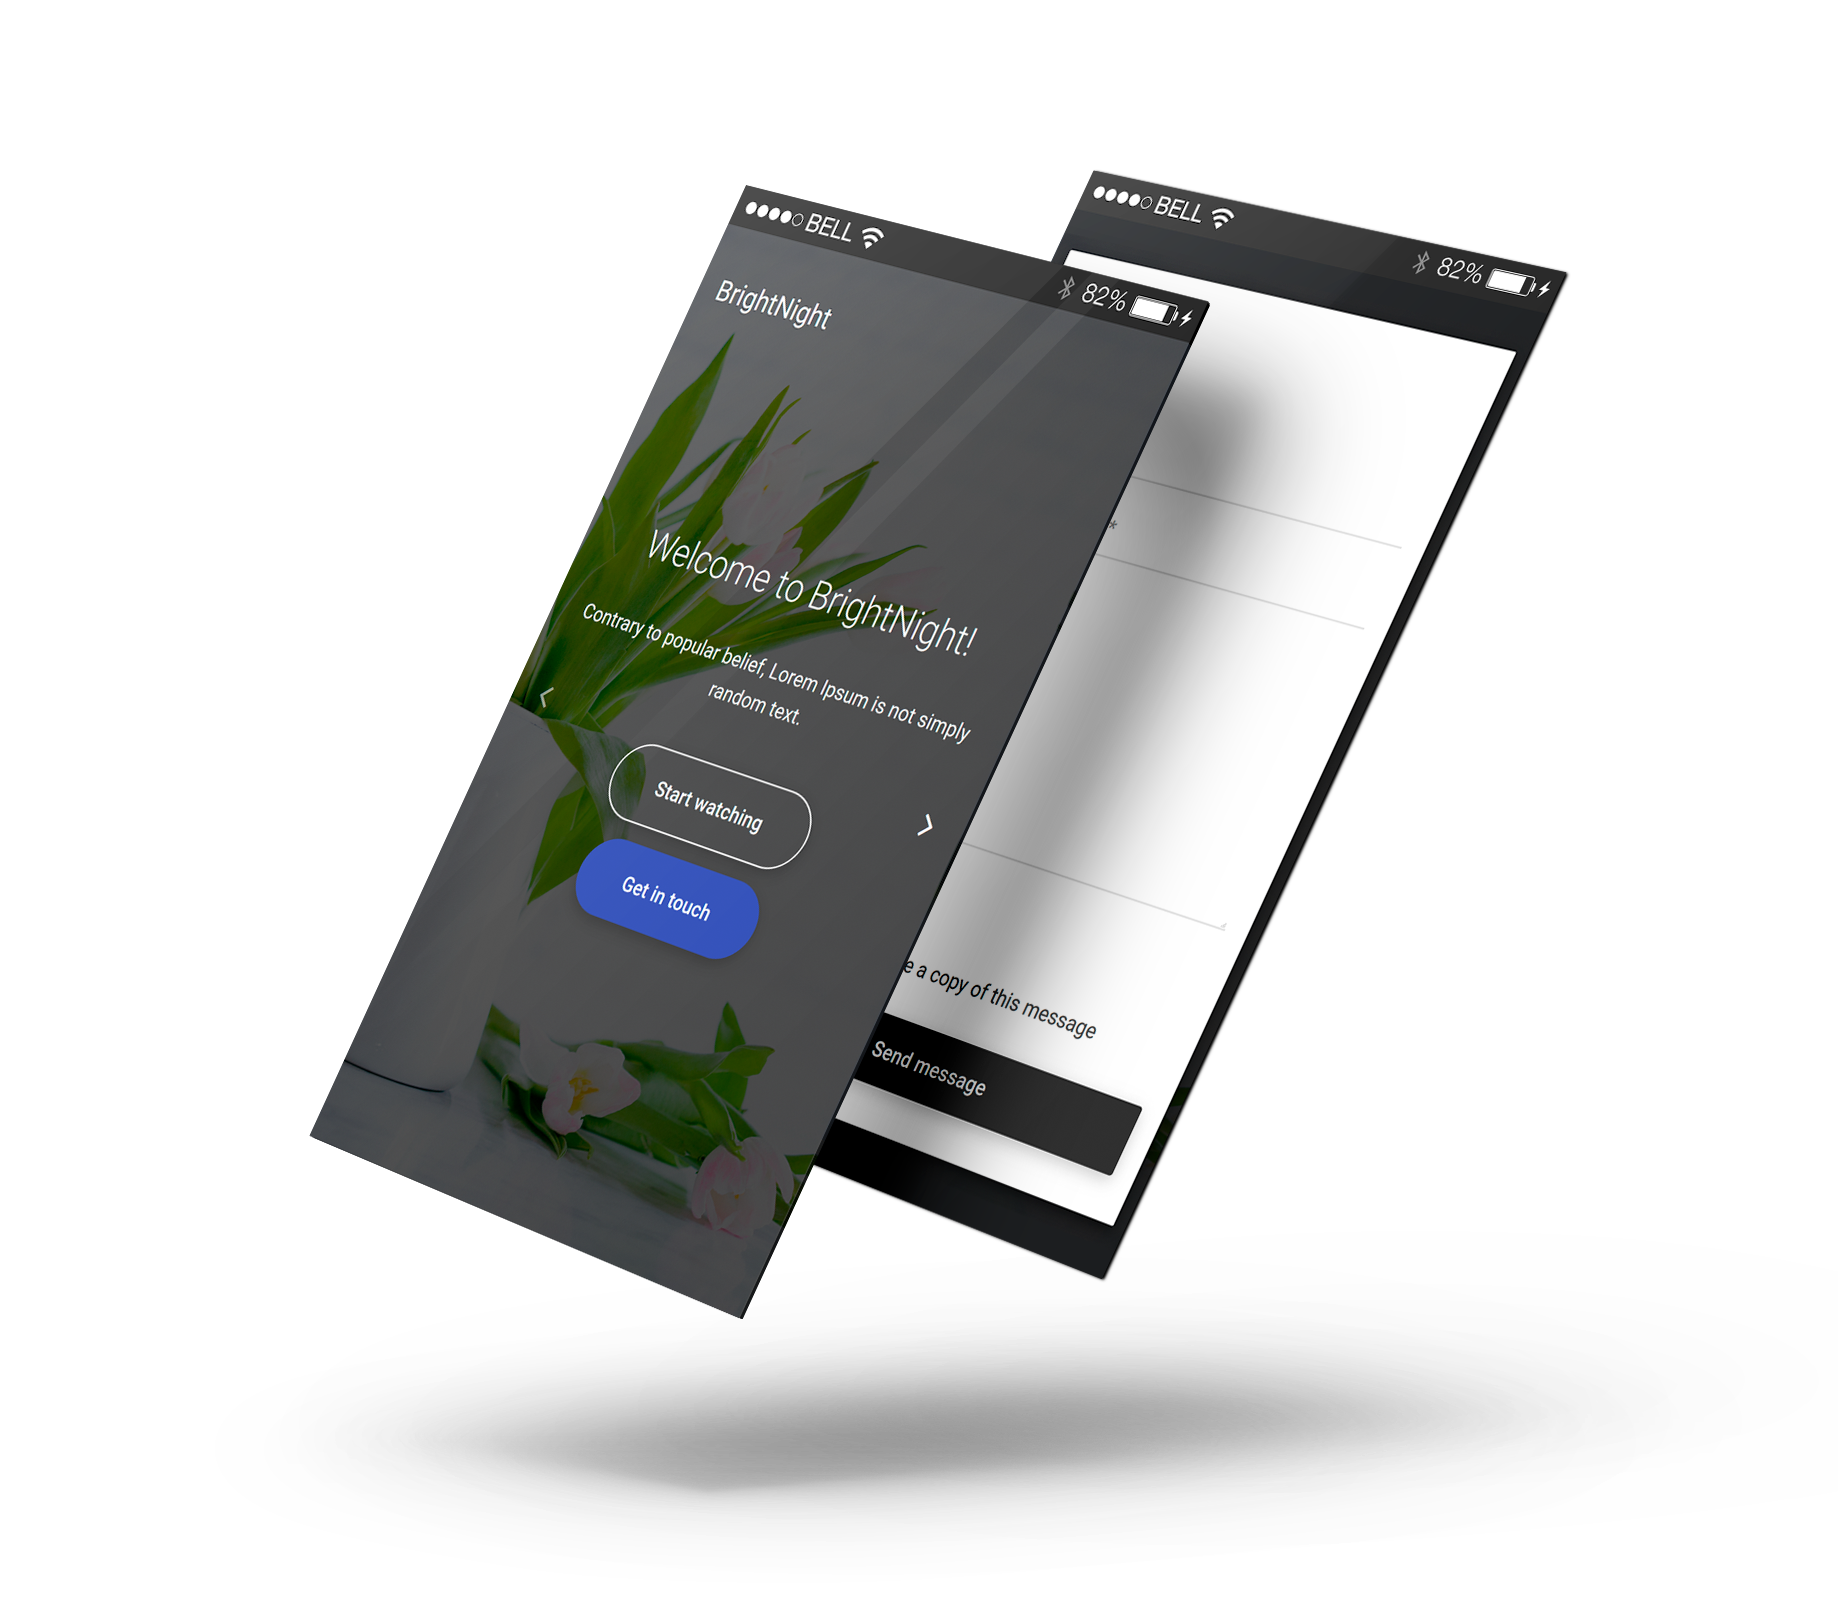 BELL
82%
BrightNight
Welcome to BrightNight!
Contrary to popular belief, Lorem Ipsum is not simply
random text.
Start watching
Get in touch
BELL
82%
*
a copy of this message
Send message